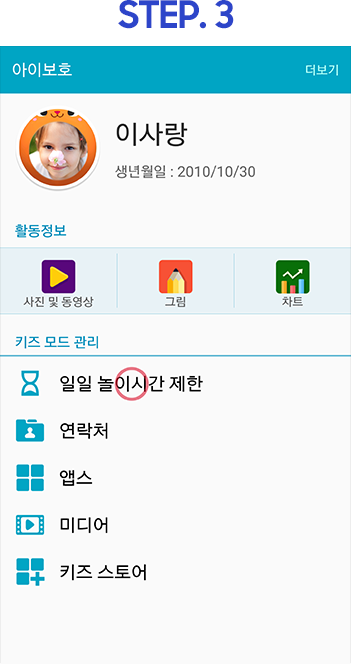 STEP. 3
아이보호 더보기
이사랑
생년월일 : 2010/10/30
활동정보
사진 및 동영상 그림 차트
키즈 모드 관리
일일 놀이시간 제한
연락처
앱스
미디어
키즈 스토어